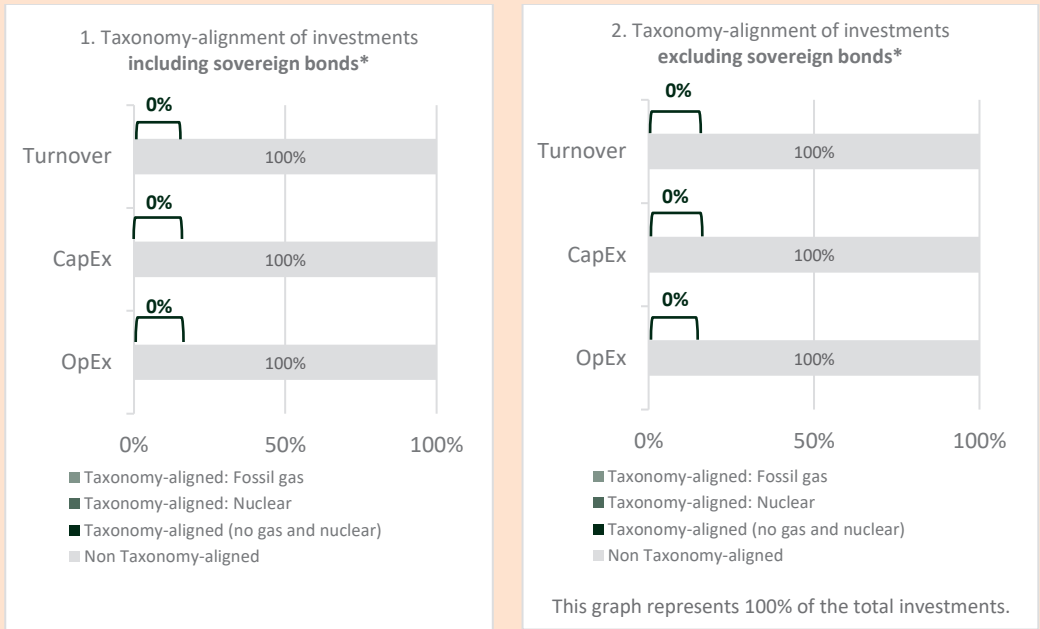 1. Taxonomy-alignment of investments
including sovereign bonds*
0%
Turnover
100%
0%
CapEx
100%
0%
OpEx
100%
0% 50% 100%
Taxonomy-aligned: Fossil gas
Taxonomy-aligned: Nuclear
Taxonomy-aligned (no gas and nuclear)
Non Taxonomy-aligned
2. Taxonomy-alignment of investments
excluding sovereign bonds*
0%
Turnover
100%
0%
CapEx
100%
0%
OpEx
100%
0% 50% 100%
Taxonomy-aligned: Fossil gas
Taxonomy-aligned: Nuclear
Taxonomy-aligned (no gas and nuclear)
Non Taxonomy-aligned
This graph represents 100% of the total investments.